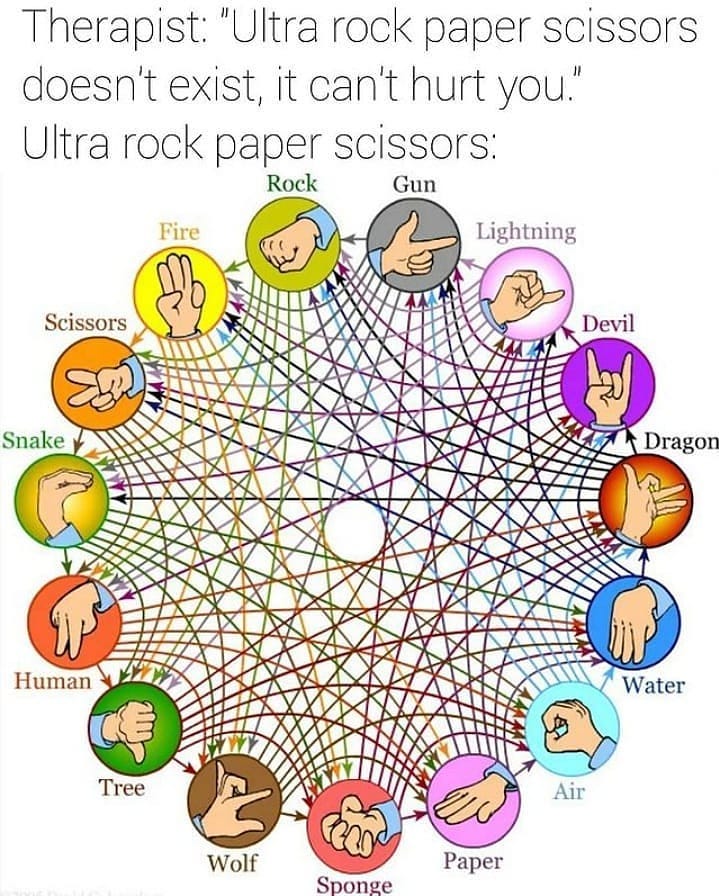 Therapist: "Ultra rock paper scissors
doesn't exist, it can't hurt you."
Ultra rock paper scissors:
Rock
Gun
Fire
Lightning
Scissors
Devil
Snake
Dragon
Human
Water
Tree
Air
Wolf
Paper
Sponge